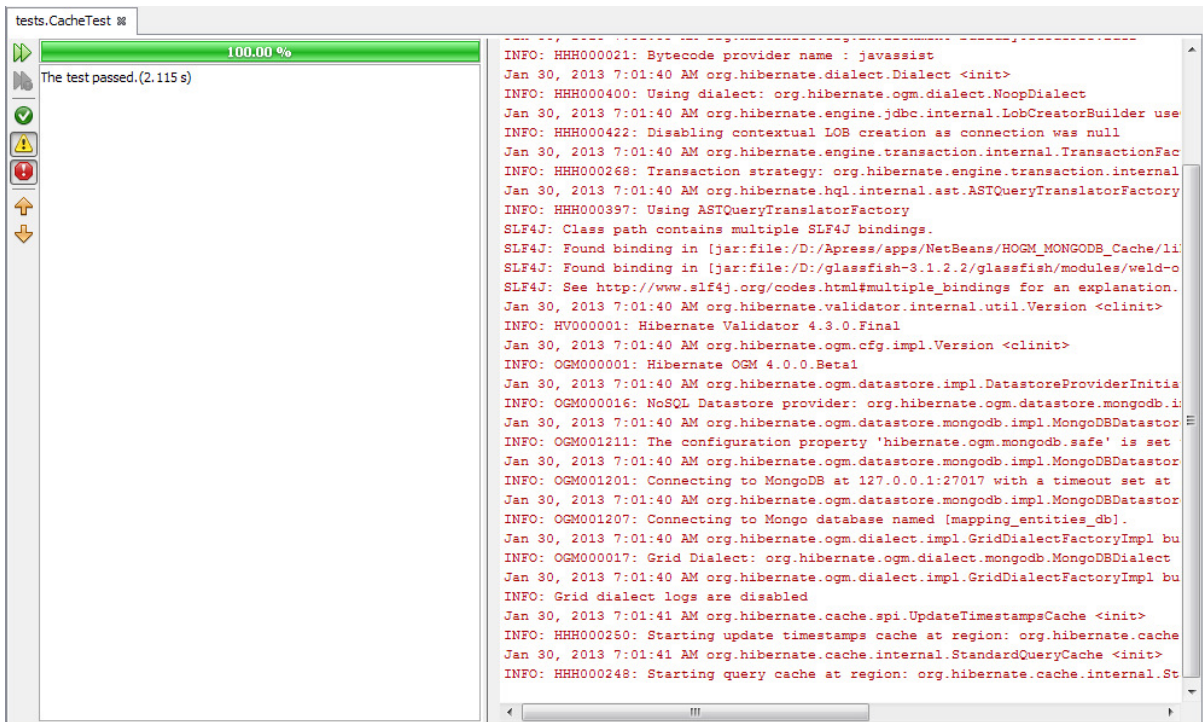 tests.CacheTest
100.00 %
The test passed.(2.115 s)
INFO: HHH000021: Bytecode provider name : javassist
Jan 30, 2013 7:01:40 AM org.hibernate.dialect.Dialect <init>
INFO: HHH000400: Using dialect: org.hibernate.ogm.dialect.NoopDialect
Jan 30, 2013 7:01:40 AM org.hibernate.engine.jdbc.internal.LobCreatorBuilder use
INFO: HHH000422: Disabling contextual LOB creation as connection was null
Jan 30, 2013 7:01:40 AM org.hibernate.engine.transaction.internal.TransactionFac
INFO: HHH000268: Transaction strategy: org.hibernate.engine.transaction.internal
Jan 30, 2013 7:01:40 AM org.hibernate.hql.internal.ast.ASTQueryTranslatorFactory
INFO: HHH000397: Using ASTQueryTranslatorFactory
SLF4J: Class path contains multiple SLF4J bindings.
SLF4J: Found binding in [jar:file:/D:/Apress/apps/NetBeans/HOGM_MONGODB_Cache/li
SLF4J: Found binding in [jar:file:/D:/glassfish-3.1.2.2/glassfish/modules/weld-o
SLF4J: See http://www.slf4j.org/codes.html#multiple_bindings for an explanation.
Jan 30, 2013 7:01:40 AM org.hibernate.validator.internal.util.Version <clinit>
INFO: HV000001: Hibernate Validator 4.3.0.Final
Jan 30, 2013 7:01:40 AM org.hibernate.ogm.cfg.impl.Version <clinit>
INFO: OGM000001: Hibernate OGM 4.0.0.Beta1
Jan 30, 2013 7:01:40 AM org.hibernate.ogm.datastore.impl.DatastoreProviderInitia
INFO: OGM000016: NoSQL Datastore provider: org.hibernate.ogm.datastore.mongodb.i
Jan 30, 2013 7:01:40 AM org.hibernate.ogm.datastore.mongodb.impl.MongoDBDatastor
INFO: OGM001211: The configuration property 'hibernate.ogm.mongodb.safe' is set
Jan 30, 2013 7:01:40 AM org.hibernate.ogm.datastore.mongodb.impl.MongoDBDatastor
INFO: OGM001201: Connecting to MongoDB at 127.0.0.1:27017 with a timeout set at
Jan 30, 2013 7:01:40 AM org.hibernate.ogm.datastore.mongodb.impl.MongoDBDatastor
INFO: OGM001207: Connecting to Mongo database named [mapping_entities_db].
Jan 30, 2013 7:01:40 AM org.hibernate.ogm.dialect.impl.GridDialectFactoryImpl bu
INFO: OGM000017: Grid Dialect: org.hibernate.ogm.dialect.mongodb.MongoDBDialect
Jan 30, 2013 7:01:40 AM org.hibernate.ogm.dialect.impl.GridDialectFactoryImpl bu
INFO: Grid dialect logs are disabled
Jan 30, 2013 7:01:41 AM org.hibernate.cache.spi.UpdateTimestampsCache <init>
INFO: HHH000250: Starting update timestamps cache at region: org.hibernate.cache
Jan 30, 2013 7:01:41 AM org.hibernate.cache.internal.StandardQueryCache <init>
INFO: HHH000248: Starting query cache at region: org.hibernate.cache.internal.St